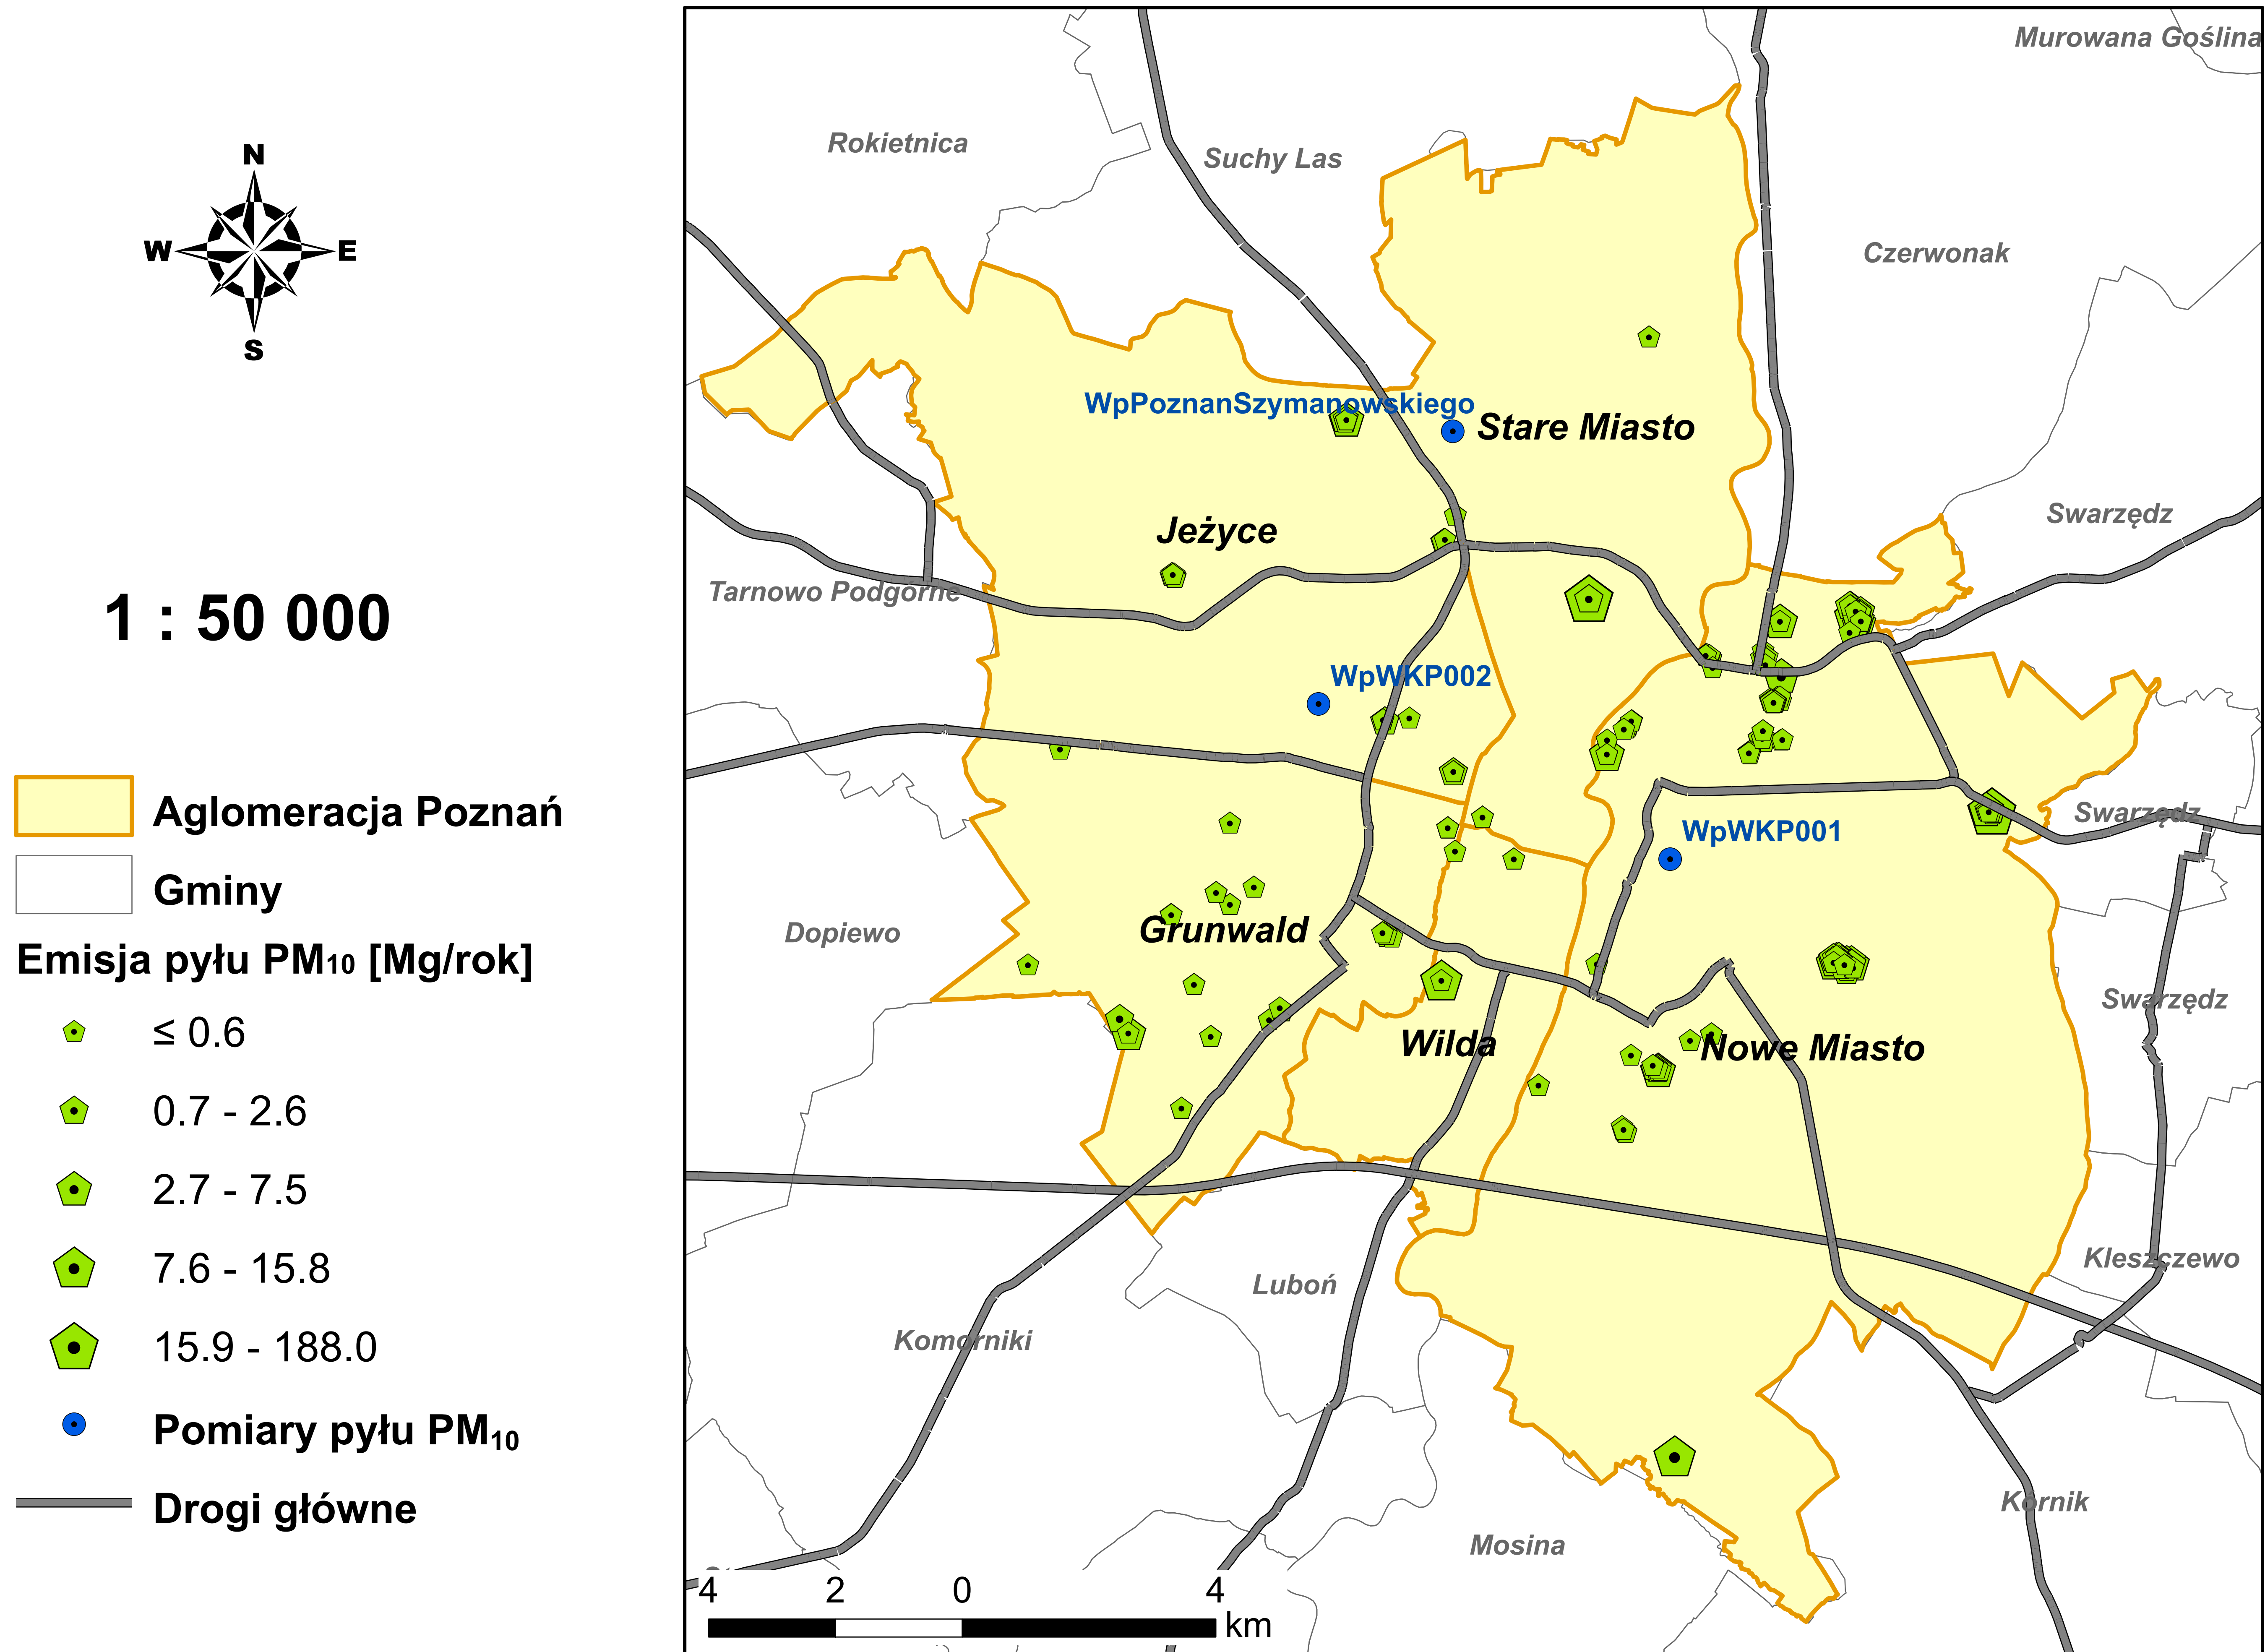 N
W
E
S
1 : 50 000
Aglomeracja Poznań
Gminy
Emisja pyłu PM10 [Mg/rok]
≤ 0.6
0.7 - 2.6
2.7 - 7.5
7.6 - 15.8
15.9 - 188.0
Pomiary pyłu PM10
Drogi główne
Murowana Goślina
Rokietnica
Suchy Las
Czerwonak
WpPoznanSzymanowskiego
Stare Miasto
Swarzędz
Jeżyce
Tarnowo Podgórne
WpWKP002
Swarzędz
WpWKP001
Dopiewo
Grunwald
Swarzędz
Wilda
Nowe Miasto
Kleszczewo
Luboń
Komorniki
Kórnik
Mosina
4 2 0 4
km